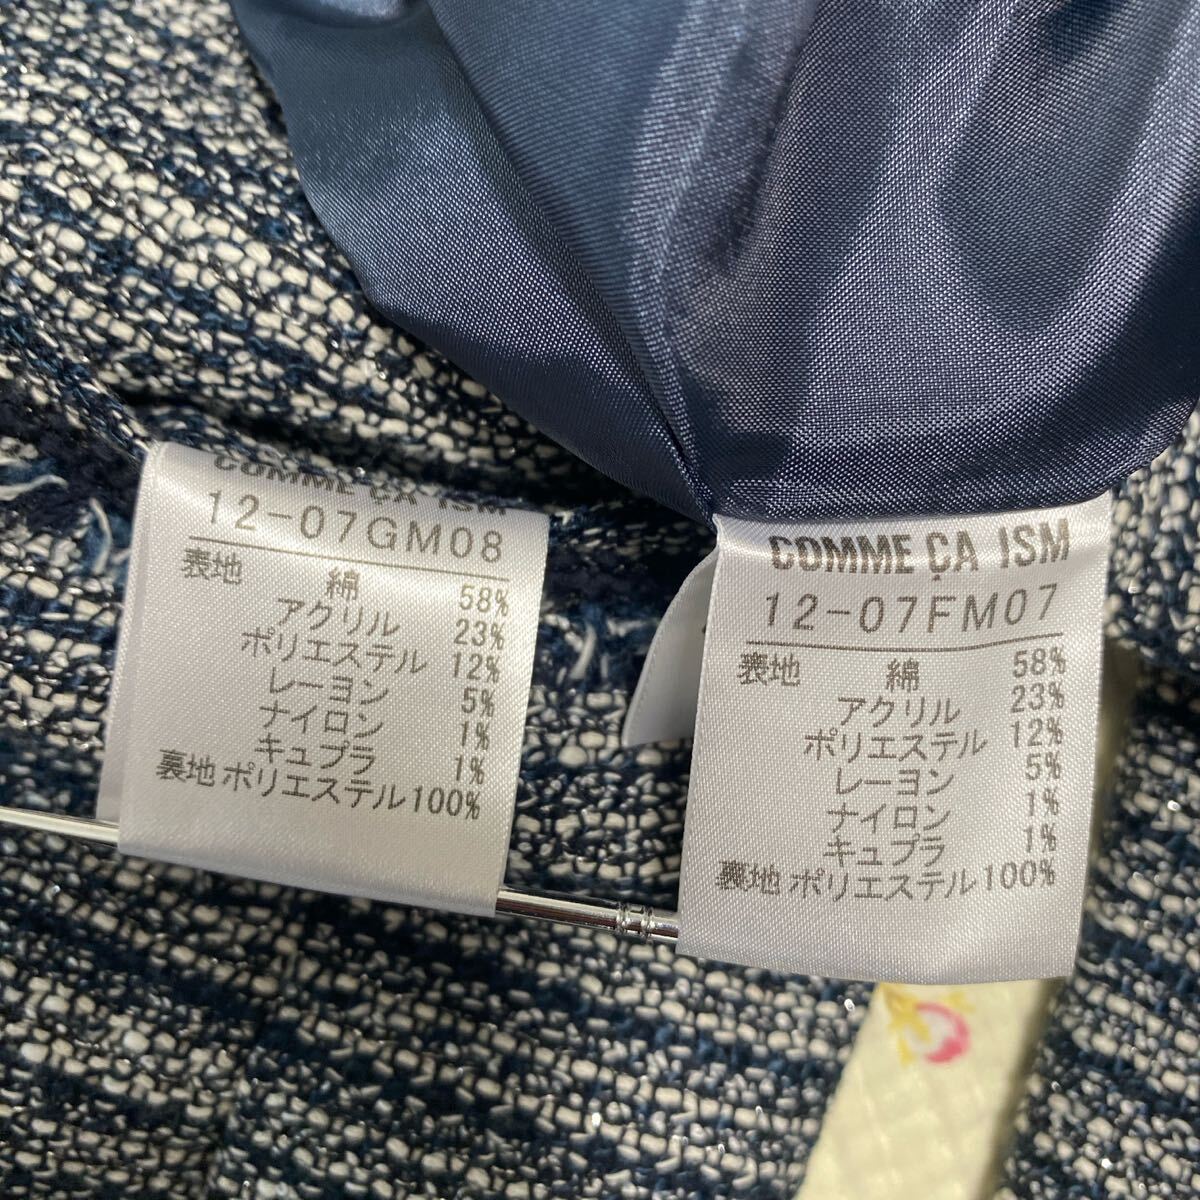 COMME ÇA ISM
12-07GM08
表地 綿 58%
アクリル 23%
ポリエステル 12%
レーヨン 5%
ナイロン 1%
キュプラ 1%
裏地 ポリエステル100%
COMME ÇA ISM
12-07FM07
表地 綿 58%
アクリル 23%
ポリエステル 12%
レーヨン 5%
ナイロン 1%
キュプラ 1%
裏地 ポリエステル100%